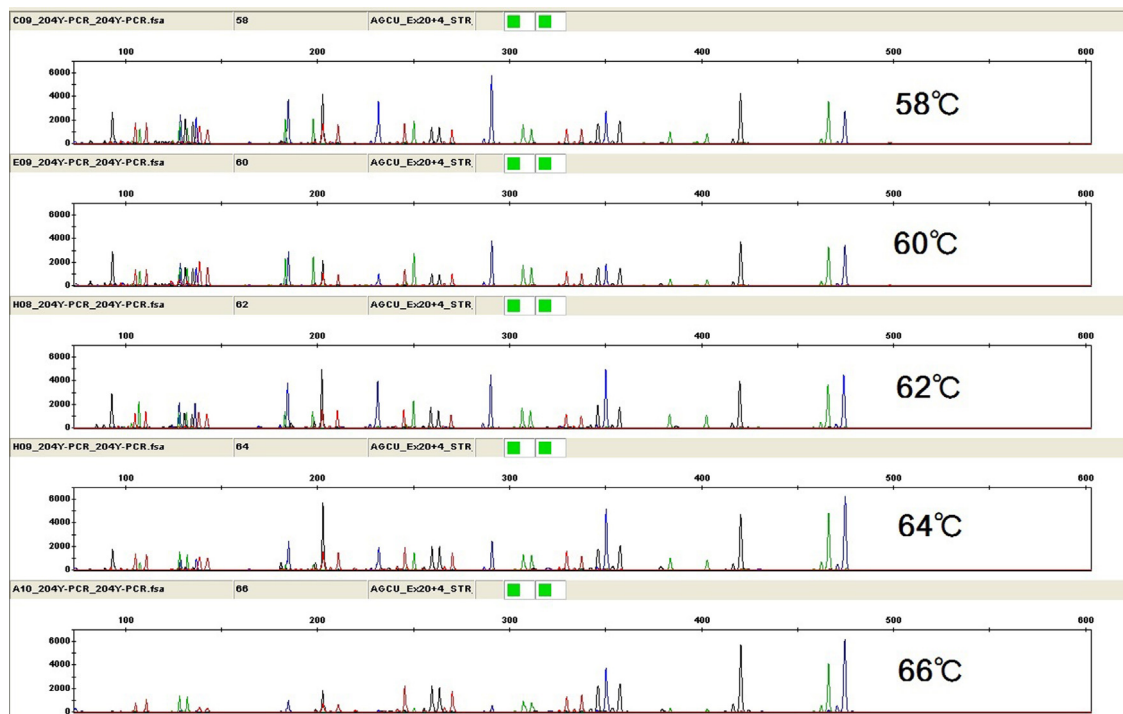 C09_204Y-PCR_204Y-PCR.fsa 58 AGCU_Ex20+4_STR
100 200 300 400 500 600
6000
4000
2000
0
58℃
E09_204Y-PCR_204Y-PCR.fsa 60 AGCU_Ex20+4_STR
100 200 300 400 500 600
6000
4000
2000
0
60℃
H08_204Y-PCR_204Y-PCR.fsa 62 AGCU_Ex20+4_STR
100 200 300 400 500 600
6000
4000
2000
0
62℃
H09_204Y-PCR_204Y-PCR.fsa 64 AGCU_Ex20+4_STR
100 200 300 400 500 600
6000
4000
2000
0
64℃
A10_204Y-PCR_204Y-PCR.fsa 66 AGCU_Ex20+4_STR
100 200 300 400 500 600
6000
4000
2000
0
66℃